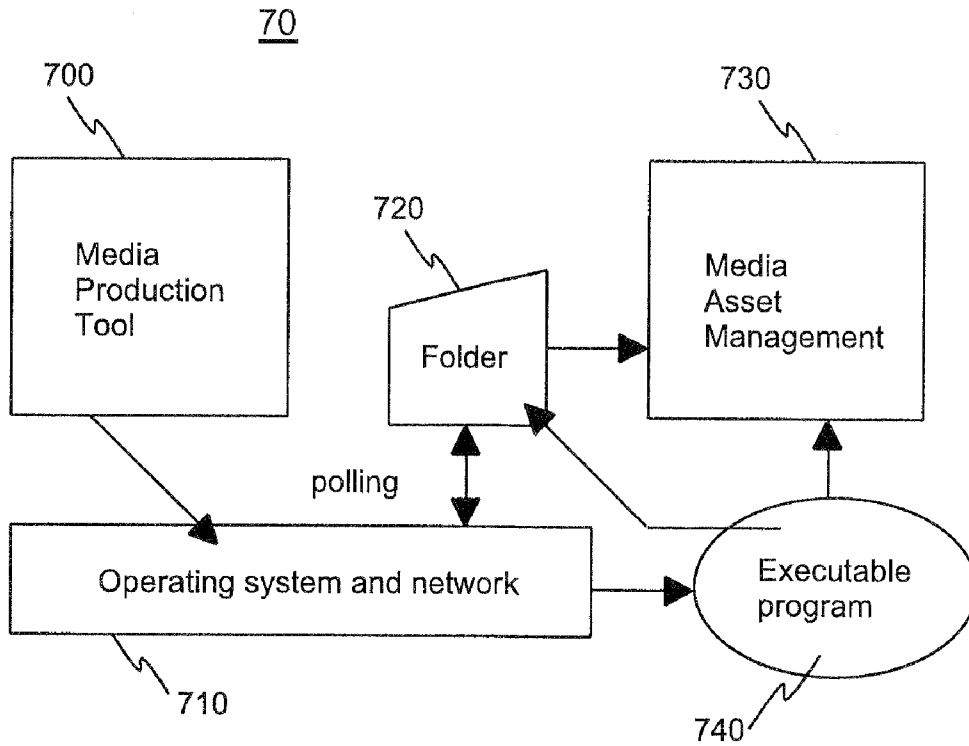 70
700
730
720
Media
Production
Tool
Folder
Media
Asset
Management
polling
Operating system and network
Executable
program
710
740